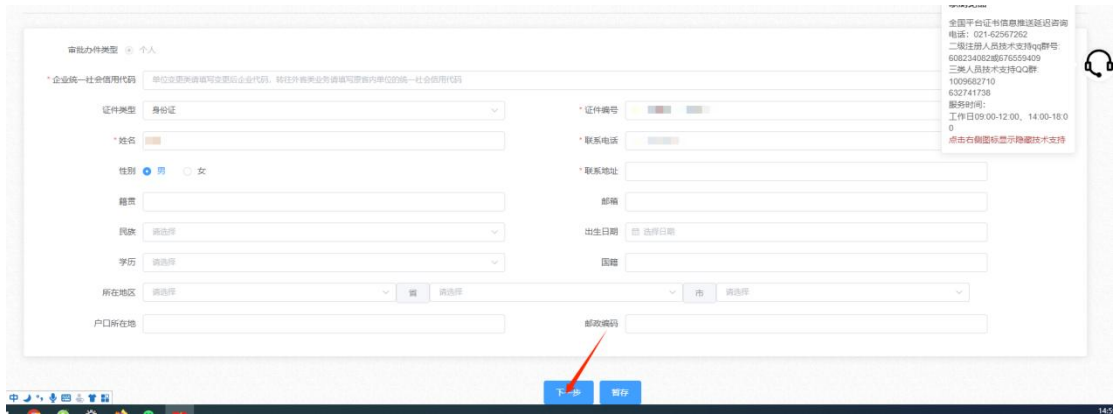 全国平台证书信息推送延迟咨询
电话：021-62567262
二级注册人员技术支持qq群号:
608234082或676559409
三类人员技术支持QQ群:
1009682710
632741738
服务时间：
工作日09:00-12:00，14:00-18:0
0
点击右侧图标显示隐藏技术支持
审批办件类型 个人
*企业统一社会信用代码 单位变更类请填写变更后企业代码，转往外省类业务请填写原省内单位的统一社会信用代码
证件类型 身份证 *证件编号
*姓名 *联系电话
性别 男 女 *联系地址
籍贯 邮箱
民族 请选择 出生日期 选择日期
学历 请选择 国籍
所在地区 请选择 省 请选择 市 请选择
户口所在地 邮政编码
下一步 暂存
中